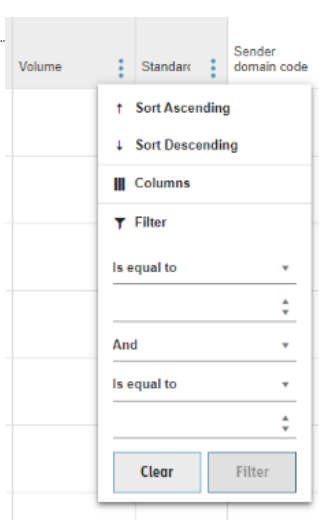 Sender
Volume
Standard
domain code
Sort Ascending
Sort Descending
Columns
Filter
Is equal to
And
Is equal to
Clear
Filter